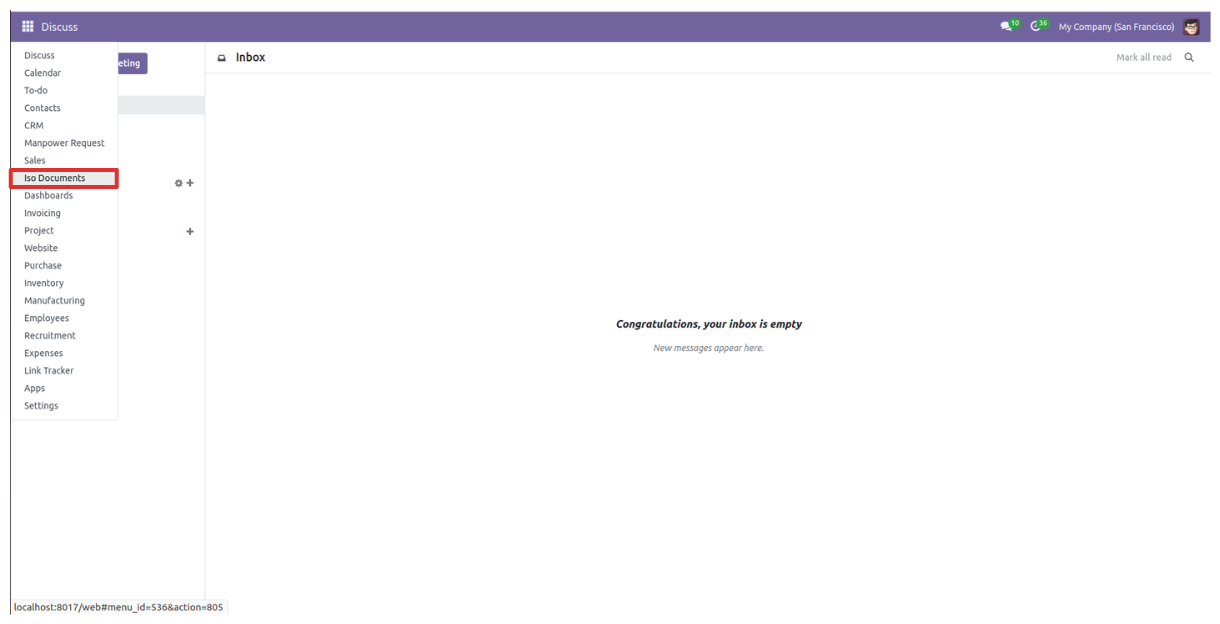 Discuss
10
36
My Company (San Francisco)
Discuss
Calendar
To-do
Contacts
CRM
Manpower Request
Sales
Iso Documents
Dashboards
Invoicing
Project
Website
Purchase
Inventory
Manufacturing
Employees
Recruitment
Expenses
Link Tracker
Apps
Settings
eting
Inbox
Mark all read
Congratulations, your inbox is empty
New messages appear here.
localhost:8017/web#menu_id=536&action=805